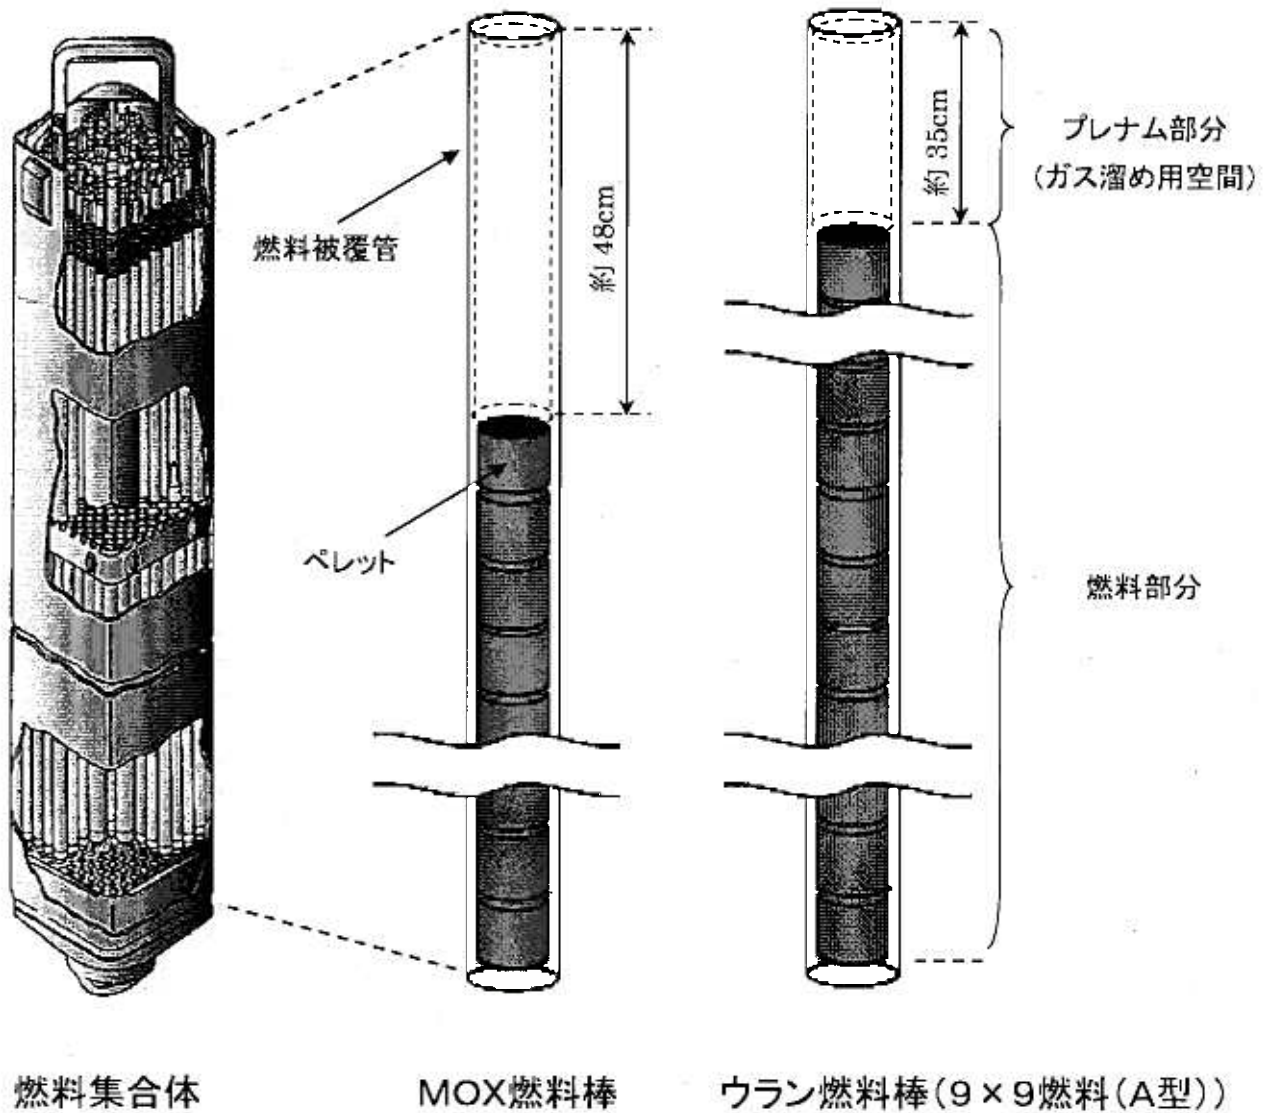 約 48cm
約 35cm
プレナム部分
(ガス溜め用空間)
燃料被覆管
ペレット
燃料部分
燃料集合体
MOX燃料棒
ウラン燃料棒(9×9燃料(A型))